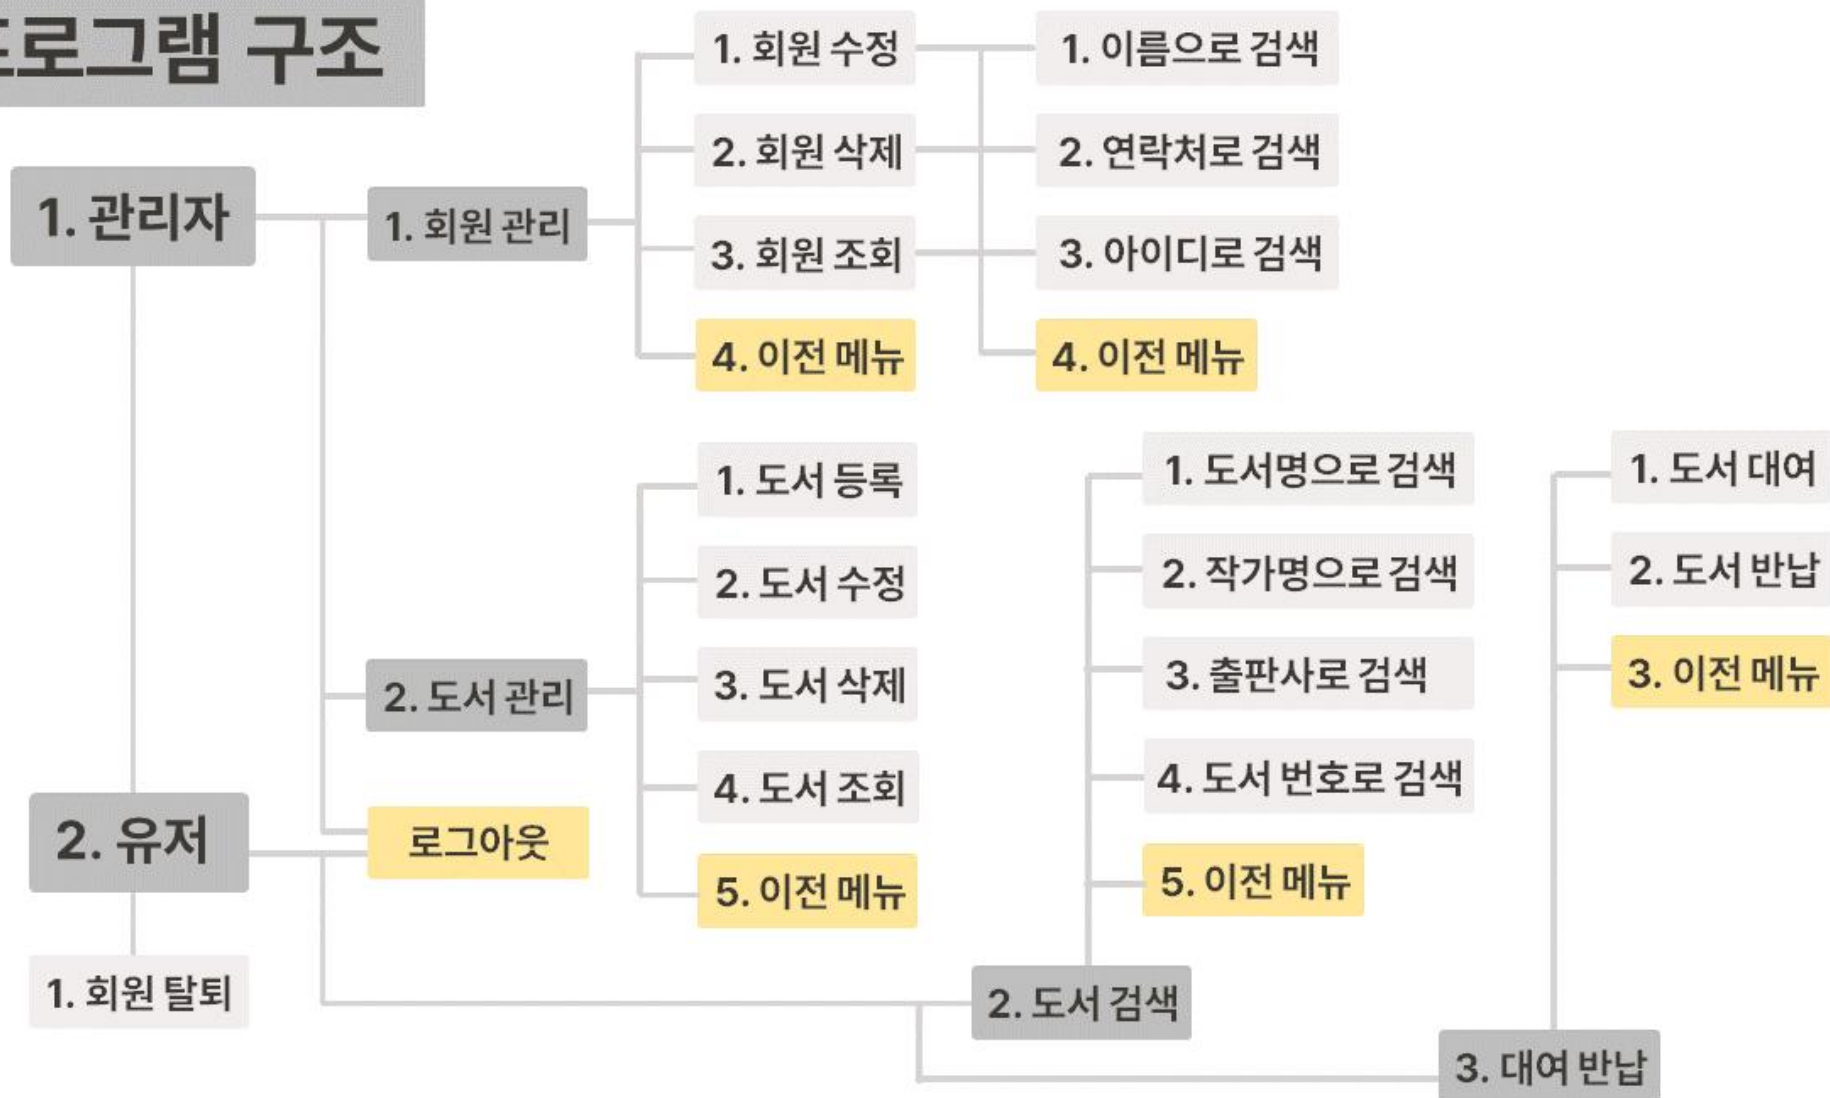 프로그램 구조
1. 관리자
1. 회원 관리
1. 회원 수정
2. 회원 삭제
3. 회원 조회
4. 이전 메뉴
1. 이름으로 검색
2. 연락처로 검색
3. 아이디로 검색
4. 이전 메뉴
2. 도서 관리
1. 도서 등록
2. 도서 수정
3. 도서 삭제
4. 도서 조회
5. 이전 메뉴
로그아웃
2. 유저
1. 회원 탈퇴
2. 도서 검색
1. 도서명으로 검색
2. 작가명으로 검색
3. 출판사로 검색
4. 도서 번호로 검색
5. 이전 메뉴
3. 대여 반납
1. 도서 대여
2. 도서 반납
3. 이전 메뉴